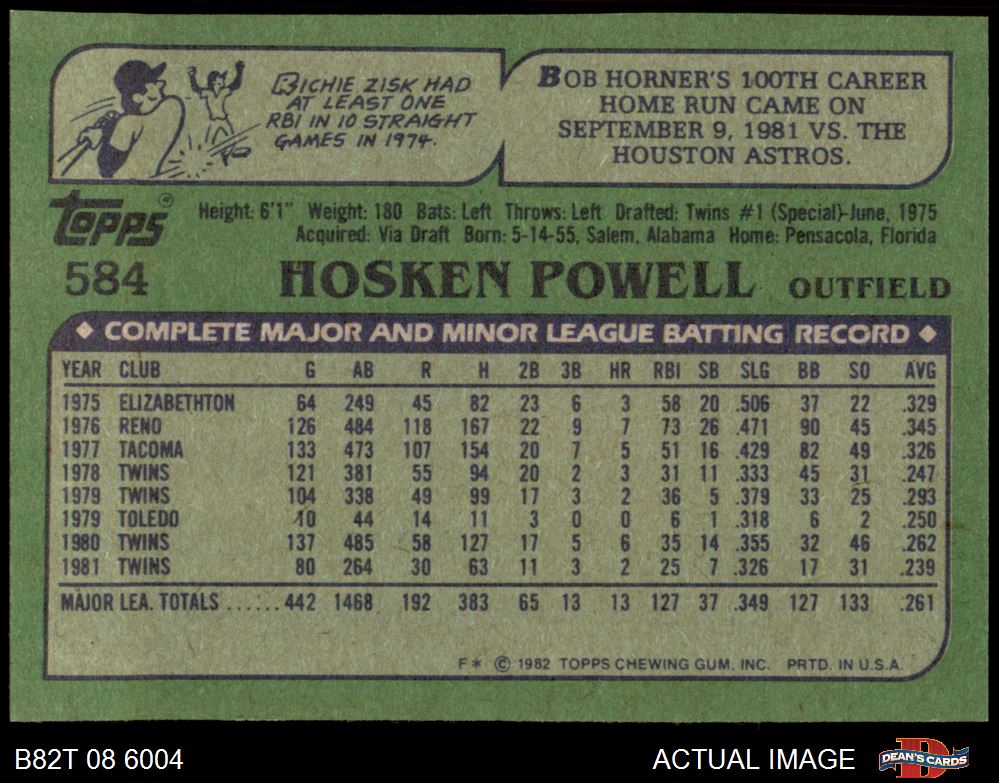 RICHIE ZISK HAD
AT LEAST ONE
RBI IN 10 STRAIGHT
GAMES IN 1974.
BOB HORNER'S 100TH CAREER
HOME RUN CAME ON
SEPTEMBER 9, 1981 VS. THE
HOUSTON ASTROS.
Topps®
Height: 6'1" Weight: 180 Bats: Left Throws: Left Drafted: Twins #1 (Special)-June, 1975
Acquired: Via Draft Born: 5-14-55, Salem, Alabama Home: Pensacola, Florida
584 HOSKEN POWELL OUTFIELD
◆ COMPLETE MAJOR AND MINOR LEAGUE BATTING RECORD ◆
YEAR CLUB G AB R H 2B 3B HR RBI SB SLG BB SO AVG
1975 ELIZABETHTON 64 249 45 82 23 6 3 58 20 .506 37 22 .329
1976 RENO 126 484 118 167 22 9 7 73 26 .471 90 45 .345
1977 TACOMA 133 473 107 154 20 7 5 51 16 .429 82 49 .326
1978 TWINS 121 381 55 94 20 2 3 31 11 .333 45 31 .247
1979 TWINS 104 338 49 99 17 3 2 36 5 .379 33 25 .293
1979 TOLEDO 10 44 14 11 3 0 0 6 1 .318 6 2 .250
1980 TWINS 137 485 58 127 17 5 6 35 14 .355 32 46 .262
1981 TWINS 80 264 30 63 11 3 2 25 7 .326 17 31 .239
MAJOR LEA. TOTALS ......442 1468 192 383 65 13 13 127 37 .349 127 133 .261
F* © 1982 TOPPS CHEWING GUM, INC. PRTD. IN U.S.A.
B82T 08 6004 ACTUAL IMAGE D DEAN'S CARDS